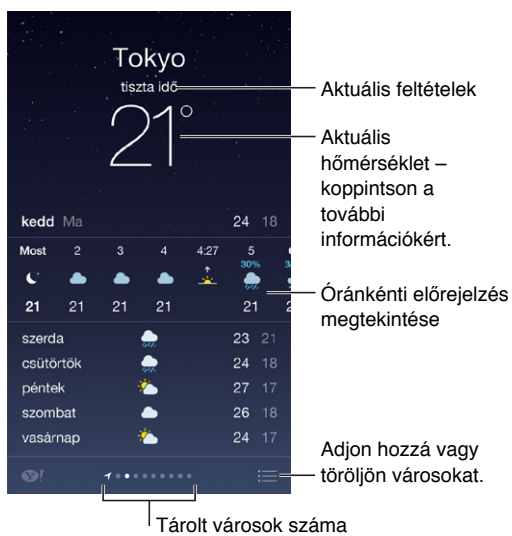 Tokyo
tiszta idő
21°
kedd Ma 24 18
Most 2 3 4 4:27 5
30%
21 21 21 21 21
szerda 23 21
csütörtök 24 18
péntek 27 17
szombat 26 18
vasárnap 24 17
Y!
Aktuális feltételek
Aktuális
hőmérséklet –
koppintson a
további
információkért.
Óránkénti előrejelzés
megtekintése
Adjon hozzá vagy
töröljön városokat.
Tárolt városok száma